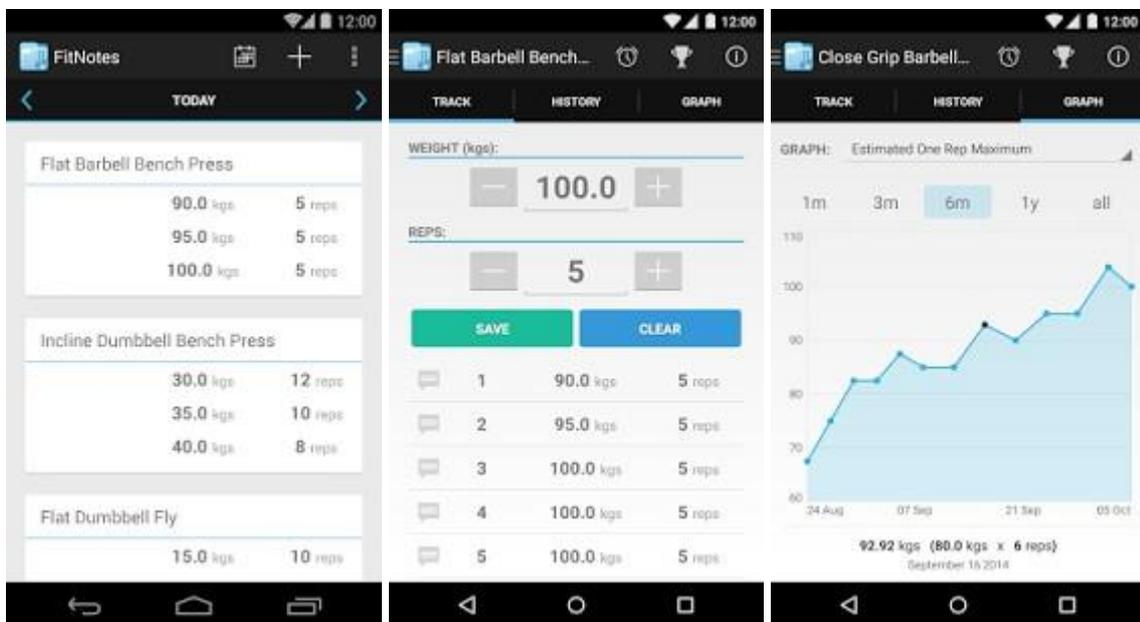 12:00
FitNotes
TODAY
Flat Barbell Bench Press
90.0 kgs 5 reps
95.0 kgs 5 reps
100.0 kgs 5 reps
Incline Dumbbell Bench Press
30.0 kgs 12 reps
35.0 kgs 10 reps
40.0 kgs 8 reps
Flat Dumbbell Fly
15.0 kgs 10 reps
12:00
Flat Barbell Bench...
TRACK HISTORY GRAPH
WEIGHT (kgs):
100.0
REPS:
5
SAVE CLEAR
1 90.0 kgs 5 reps
2 95.0 kgs 5 reps
3 100.0 kgs 5 reps
4 100.0 kgs 5 reps
5 100.0 kgs 5 reps
12:00
Close Grip Barbell...
TRACK HISTORY GRAPH
GRAPH: Estimated One Rep Maximum
1m 3m 6m 1y all
110
100
90
80
70
60
24 Aug 07 Sep 21 Sep 05 Oct
92.92 kgs (80.0 kgs x 6 reps)
September 16 2014